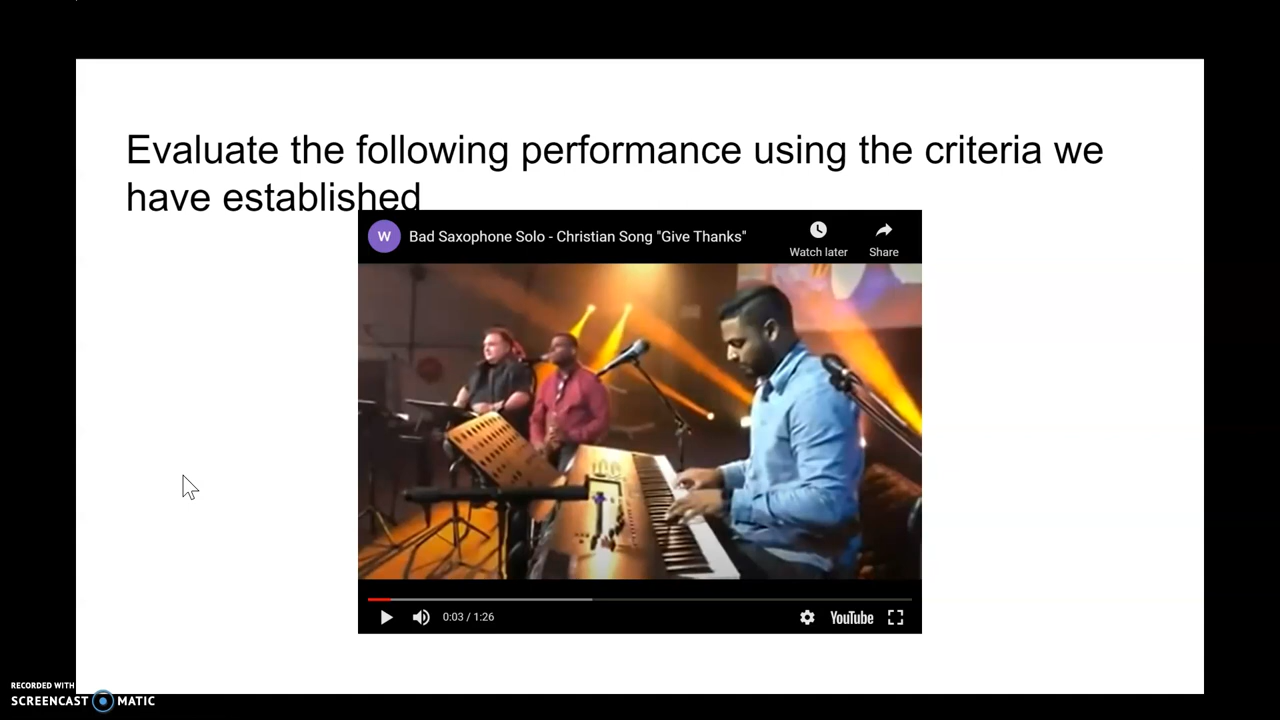 Evaluate the following performance using the criteria we
have established
W
Bad Saxophone Solo - Christian Song "Give Thanks"
Watch later
Share
0:03 / 1:26
YouTube
RECORDED WITH
SCREENCAST MATIC